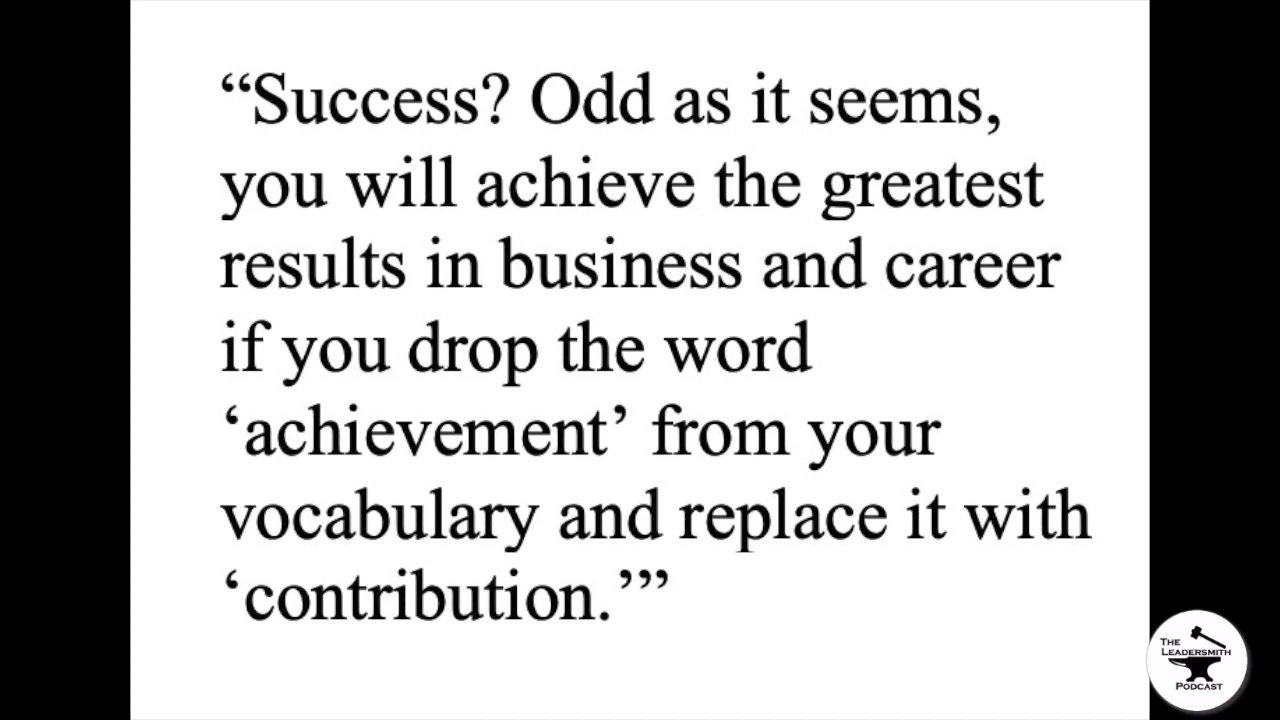 “Success? Odd as it seems,
you will achieve the greatest
results in business and career
if you drop the word
‘achievement’ from your
vocabulary and replace it with
‘contribution.’”
THE
LEADERSMITH
PODCAST